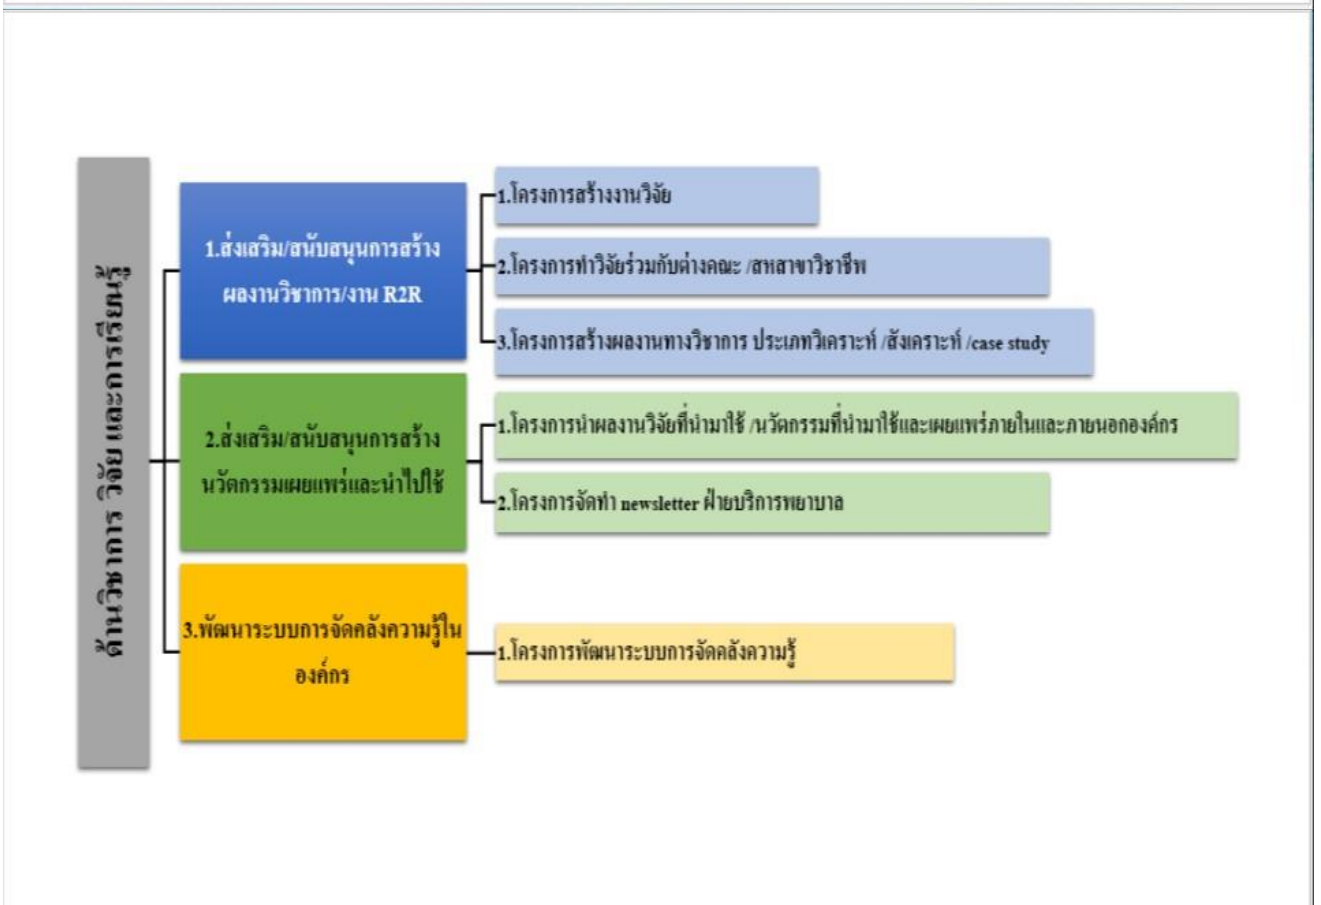 ด้านวิชาการ วิจัย และการเรียนรู้
1.ส่งเสริม/สนับสนุนการสร้าง
ผลงานวิชาการ/งาน R2R
1.โครงการสร้างงานวิจัย
2.โครงการทำวิจัยร่วมกับต่างคณะ /สหสาขาวิชาชีพ
3.โครงการสร้างผลงานทางวิชาการ ประเภทวิเคราะห์ /สังเคราะห์ /case study
2.ส่งเสริม/สนับสนุนการสร้าง
นวัตกรรมเผยแพร่และนำไปใช้
1.โครงการนำผลงานวิจัยที่นำมาใช้ /นวัตกรรมที่นำมาใช้และเผยแพร่ภายในและภายนอกองค์กร
2.โครงการจัดทำ newsletter ฝ่ายบริการพยาบาล
3.พัฒนาระบบการจัดคลังความรู้ใน
องค์กร
1.โครงการพัฒนาระบบการจัดคลังความรู้